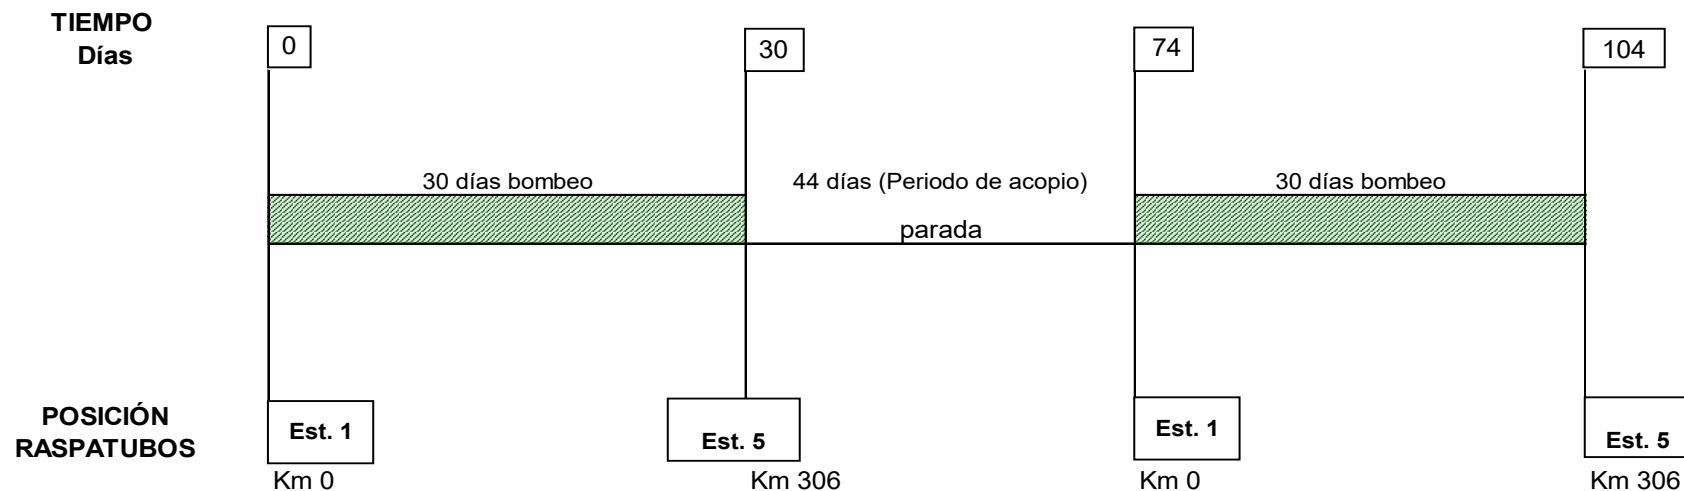 TIEMPO
Días
0
30
74
104
30 días bombeo
44 días (Periodo de acopio)
30 días bombeo
parada
POSICIÓN
RASPATUBOS
Est. 1
Est. 5
Est. 1
Est. 5
Km 0
Km 306
Km 0
Km 306